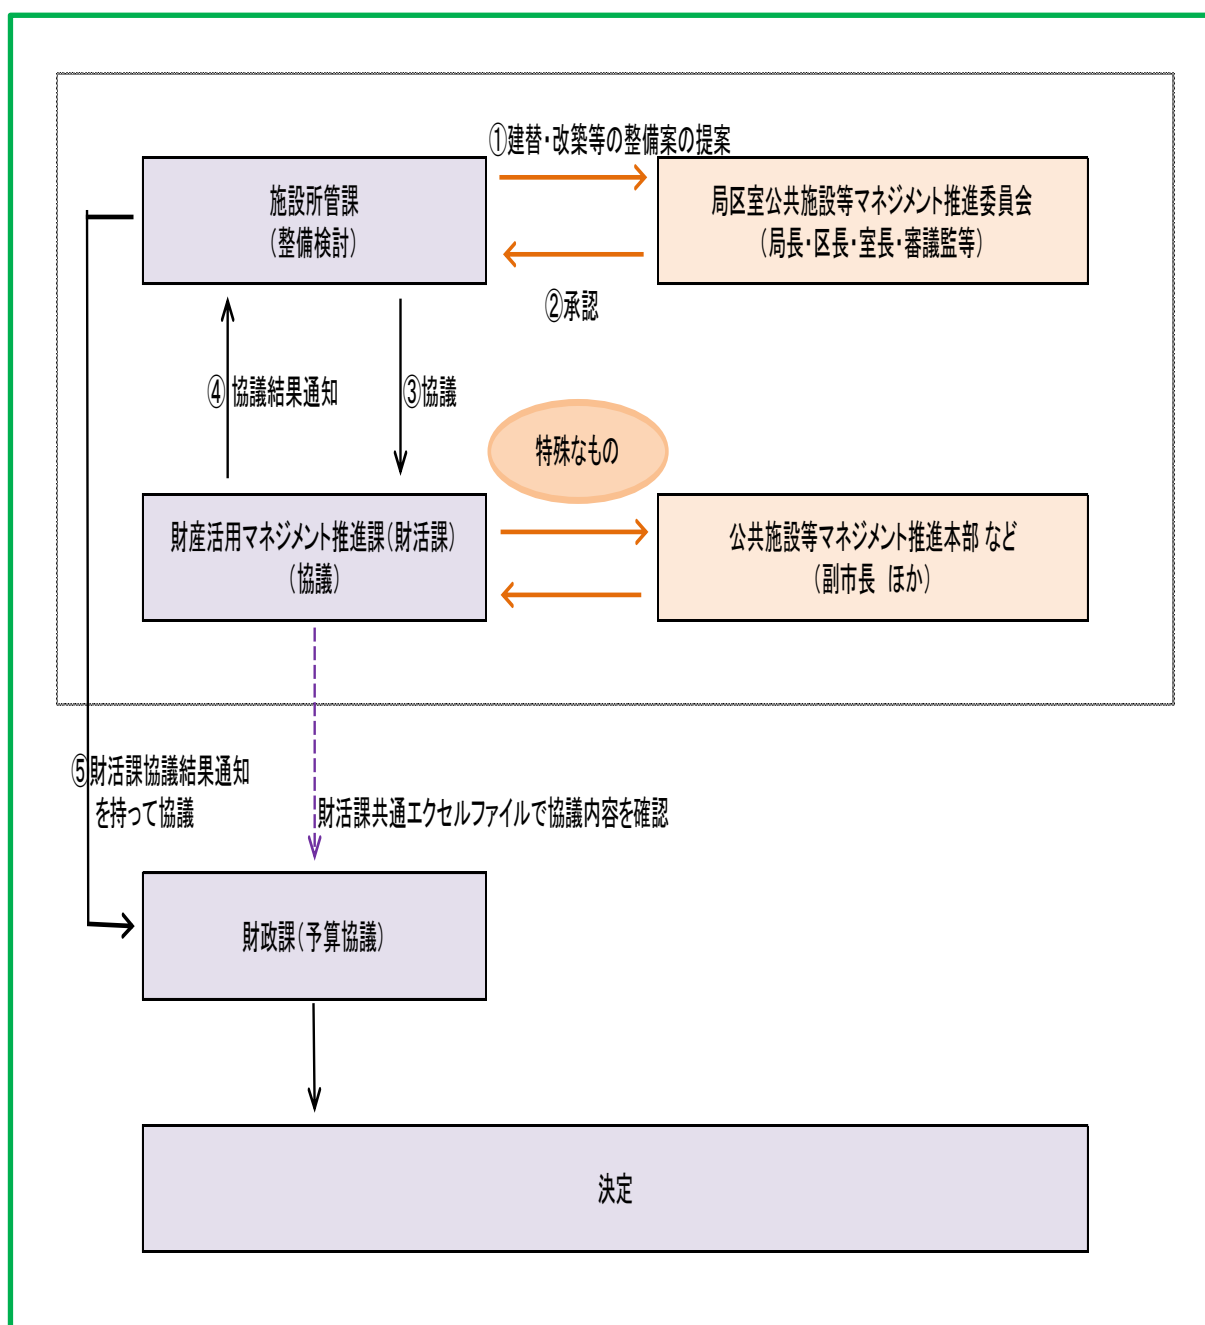 ①建替・改築等の整備案の提案
施設所管課
（整備検討）
局区室公共施設等マネジメント推進委員会
（局長・区長・室長・審議監等）
②承認
④ 協議結果通知
③協議
特殊なもの
財産活用マネジメント推進課（財活課）
（協議）
公共施設等マネジメント推進本部 など
（副市長 ほか）
⑤財活課協議結果通知
を持って協議
財活課共通エクセルファイルで協議内容を確認
財政課（予算協議）
決定